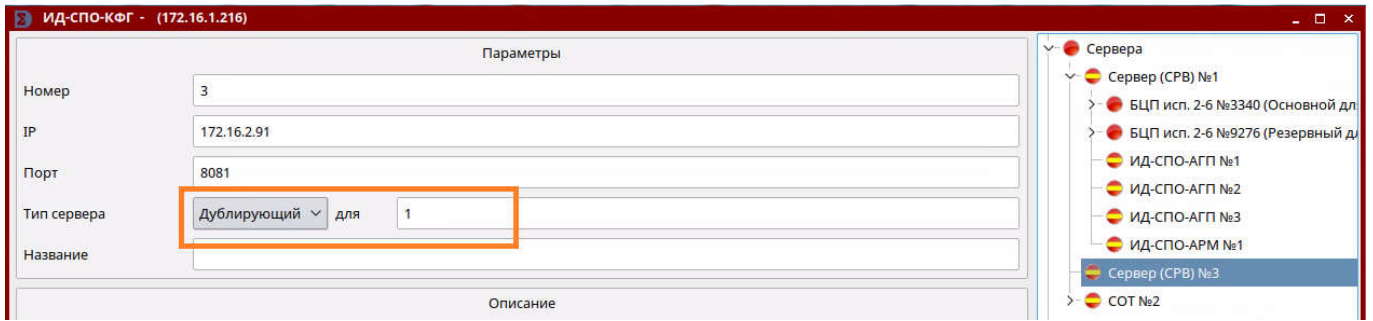 ИД-СПО-КФГ - (172.16.1.216)
Параметры
Номер 3
IP 172.16.2.91
Порт 8081
Тип сервера Дублирующий для 1
Название
Описание
Сервера
Сервер (СРВ) №1
БЦП исп. 2-6 №3340 (Основной для
БЦП исп. 2-6 №9276 (Резервный
ИД-СПО-АГП №1
ИД-СПО-АГП №2
ИД-СПО-АГП №3
ИД-СПО-АРМ №1
Сервер (СРВ) №3
СОТ №2